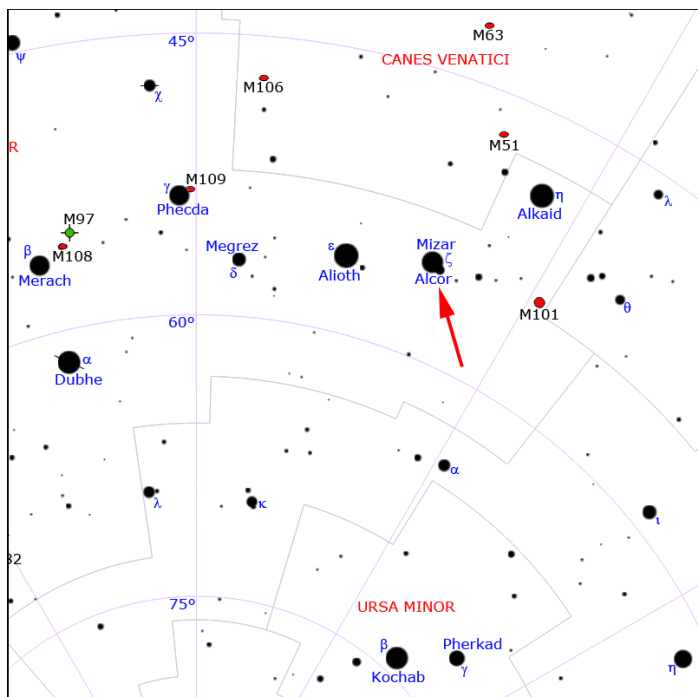 45°
M63
ψ
CANES VENATICI
M106
χ
M51
R
M109
γ
Phecda
η
Alkaid
λ
M97
Megrez
ε
Mizar
β
M108
δ
Alioth
ζ
Merach
Alcor
M101
θ
60°
α
Dubhe
α
λ
κ
ι
32
75°
URSA MINOR
β
Pherkad
Kochab
γ
η